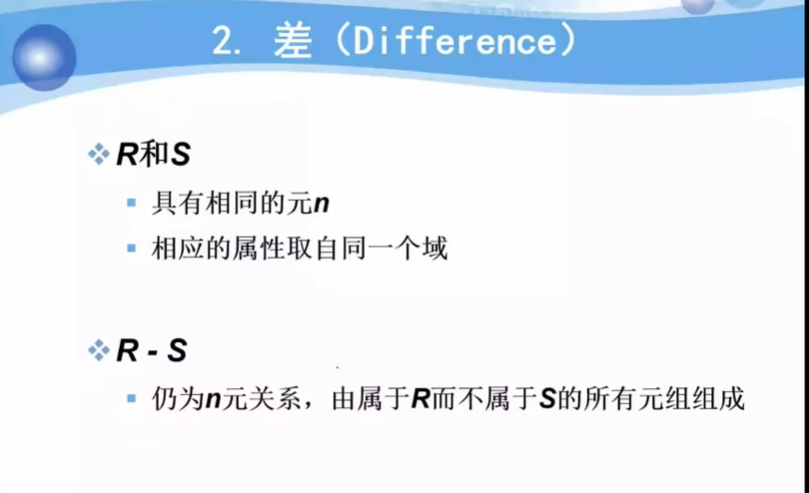 2. 差（Difference）
R和S
具有相同的元n
相应的属性取自同一个域
R - S
仍为n元关系，由属于R而不属于S的所有元组组成